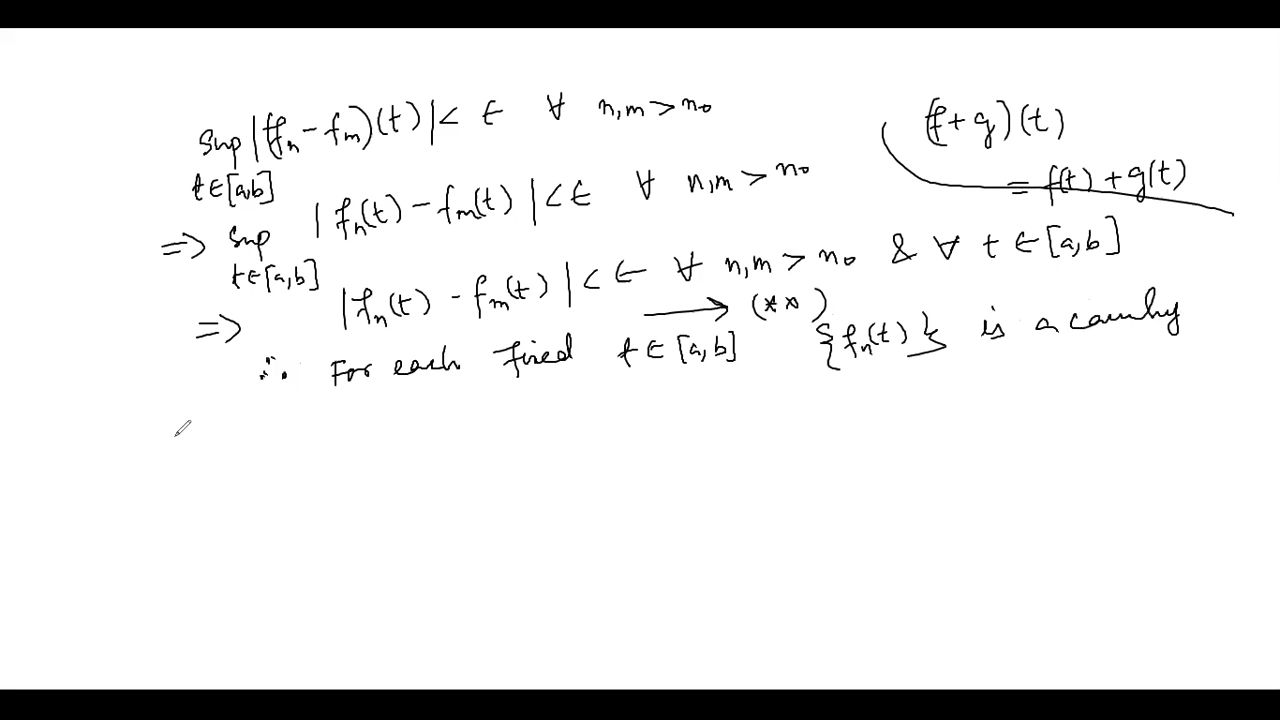 Sup |(fn - fm)(t)| < ∈ ∀ n,m > n0
t∈[a,b]
(f+g)(t)
= f(t) + g(t)
=> Sup |fn(t) - fm(t)| < ∈ ∀ n,m > n0
t∈[a,b]
=> |fn(t) - fm(t)| < ∈ ∀ n,m > n0 & ∀ t ∈ [a,b]
⟶ (**)
∴ For each fixed t ∈ [a,b] {fn(t)} is a cauchy